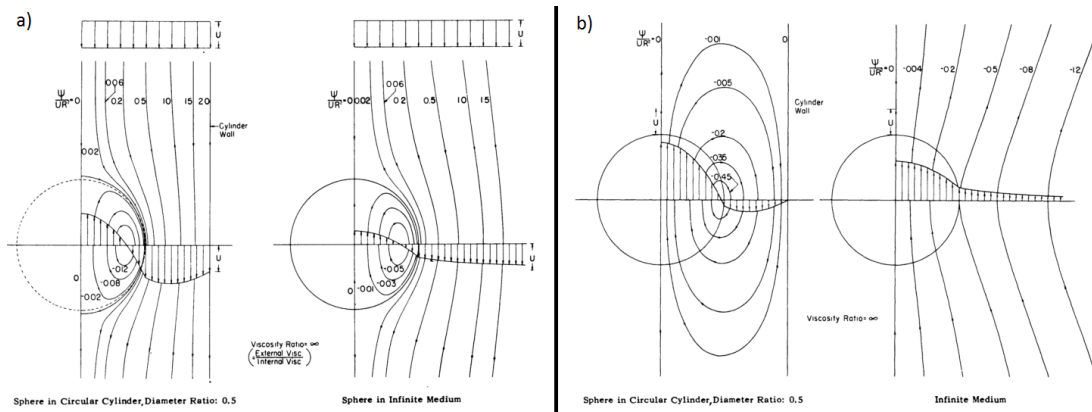 a)
U
U
ψ/UR²=0
.006
.02
.05
.10
.15
.20
Cylinder
Wall
.002
0
-.002
-.008
-.012
U
Sphere in Circular Cylinder, Diameter Ratio: 0.5
ψ/UR²=0
.002
.02
.05
.10
.15
0
-.001
-.003
-.005
U
Viscosity Ratio= ∞
(= External Visc / Internal Visc)
Sphere in Infinite Medium
b)
ψ/UR²=0
-.001
0
-.005
Cylinder
Wall
U
-.02
-.035
-.045
Sphere in Circular Cylinder, Diameter Ratio: 0.5
ψ/UR²=0
-.004
-.02
-.05
-.08
-.12
U
Viscosity Ratio= ∞
Infinite Medium